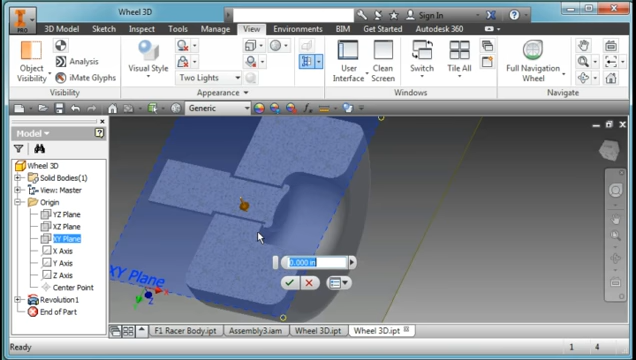 Wheel 3D
Sign In
PRO
3D Model Sketch Inspect Tools Manage View Environments BIM Get Started Autodesk 360
Object Visibility
Analysis
iMate Glyphs
Visual Style
Two Lights
User Interface
Clean Screen
Switch
Tile All
Full Navigation Wheel
Visibility
Appearance
Windows
Navigate
Generic
Model
Wheel 3D
Solid Bodies(1)
View: Master
Origin
YZ Plane
XZ Plane
XY Plane
X Axis
Y Axis
Z Axis
Center Point
Revolution1
End of Part
XY Plane
Z
0.000 in
F1 Racer Body.ipt Assembly3.iam Wheel 3D.ipt Wheel 3D.ipt
Ready
1 4